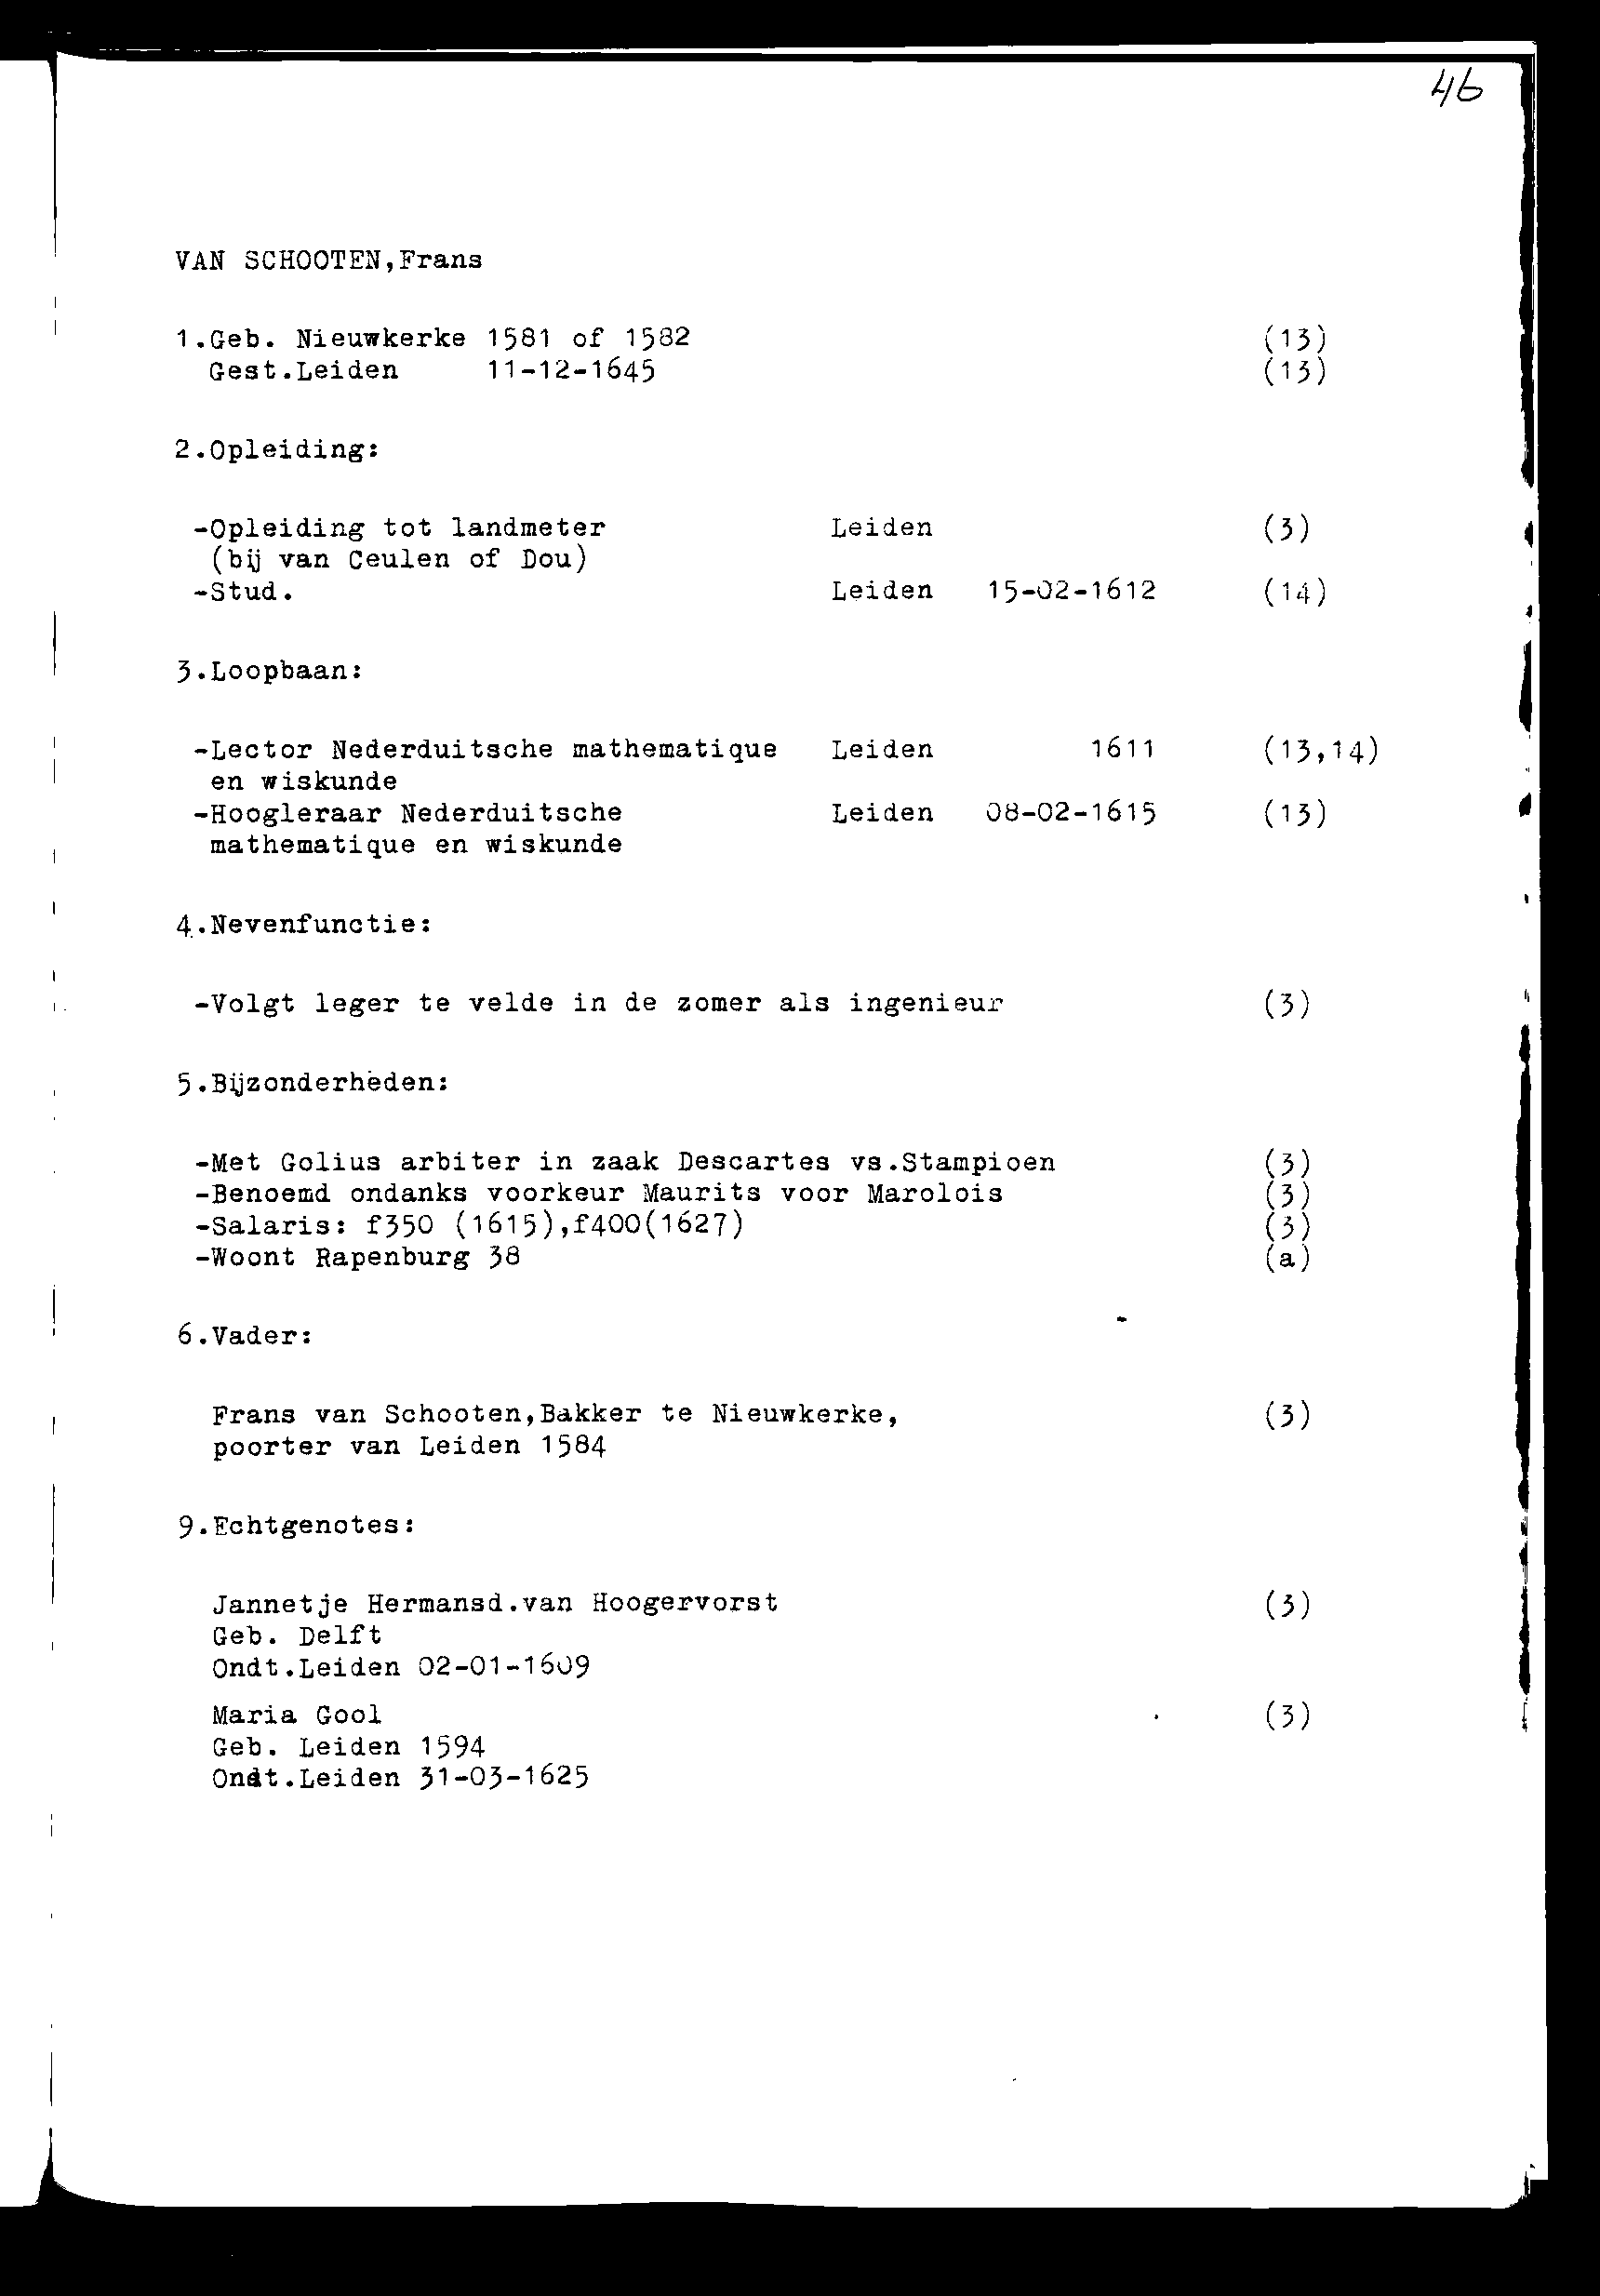 46
VAN SCHOOTEN,Frans
1.Geb. Nieuwkerke 1581 of 1582 (13)
Gest.Leiden 11-12-1645 (13)
2.Opleiding:
-Opleiding tot landmeter Leiden (3)
(bij van Ceulen of Dou)
-Stud. Leiden 15-02-1612 (14)
3.Loopbaan:
-Lector Nederduitsche mathematique Leiden 1611 (13,14)
en wiskunde
-Hoogleraar Nederduitsche Leiden 08-02-1615 (13)
mathematique en wiskunde
4.Nevenfunctie:
-Volgt leger te velde in de zomer als ingenieur (3)
5.Bijzonderheden:
-Met Golius arbiter in zaak Descartes vs.Stampioen (3)
-Benoemd ondanks voorkeur Maurits voor Marolois (3)
-Salaris: f350 (1615),f400(1627) (3)
-Woont Rapenburg 38 (a)
6.Vader:
Frans van Schooten,Bakker te Nieuwkerke, (3)
poorter van Leiden 1584
9.Echtgenotes:
Jannetje Hermansd.van Hoogervorst (3)
Geb. Delft
Ondt.Leiden 02-01-1609
Maria Gool (3)
Geb. Leiden 1594
Ondt.Leiden 31-03-1625